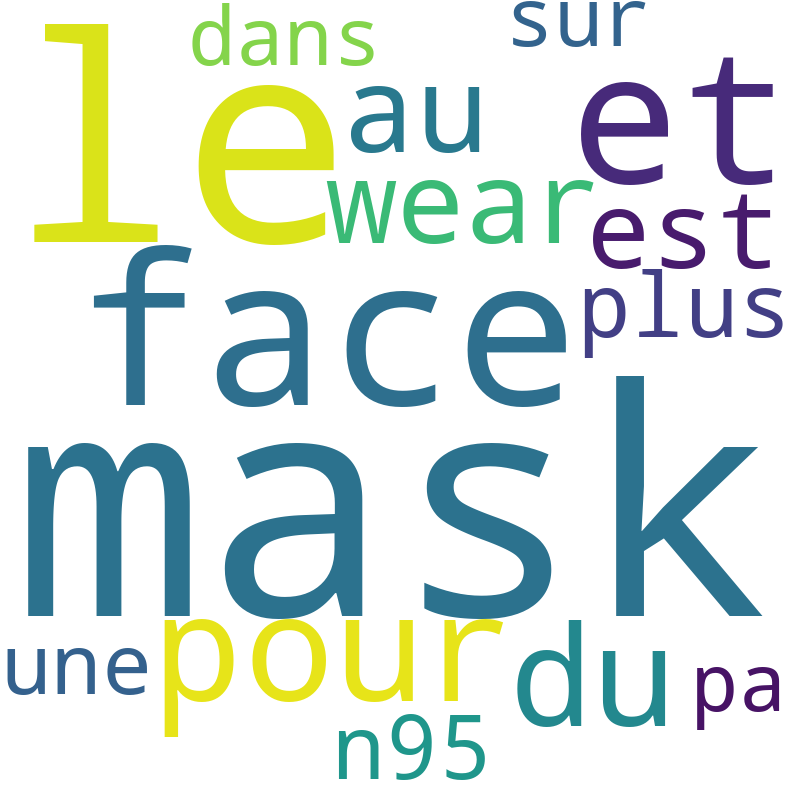 dans sur
le au et
wear est
face plus
mask
une pour du pa
n95